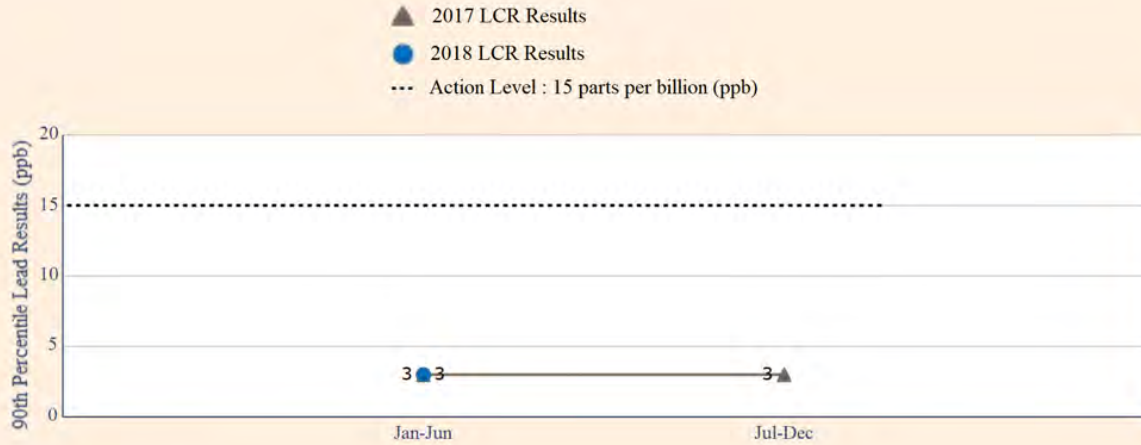 2017 LCR Results
2018 LCR Results
Action Level : 15 parts per billion (ppb)
90th Percentile Lead Results (ppb)
20
15
10
5
0
3 3 3
Jan-Jun Jul-Dec